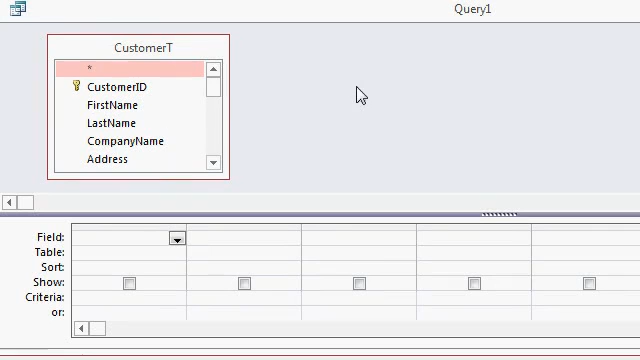 Query1
CustomerT
*
CustomerID
FirstName
LastName
CompanyName
Address
Field:
Table:
Sort:
Show:
Criteria:
or: